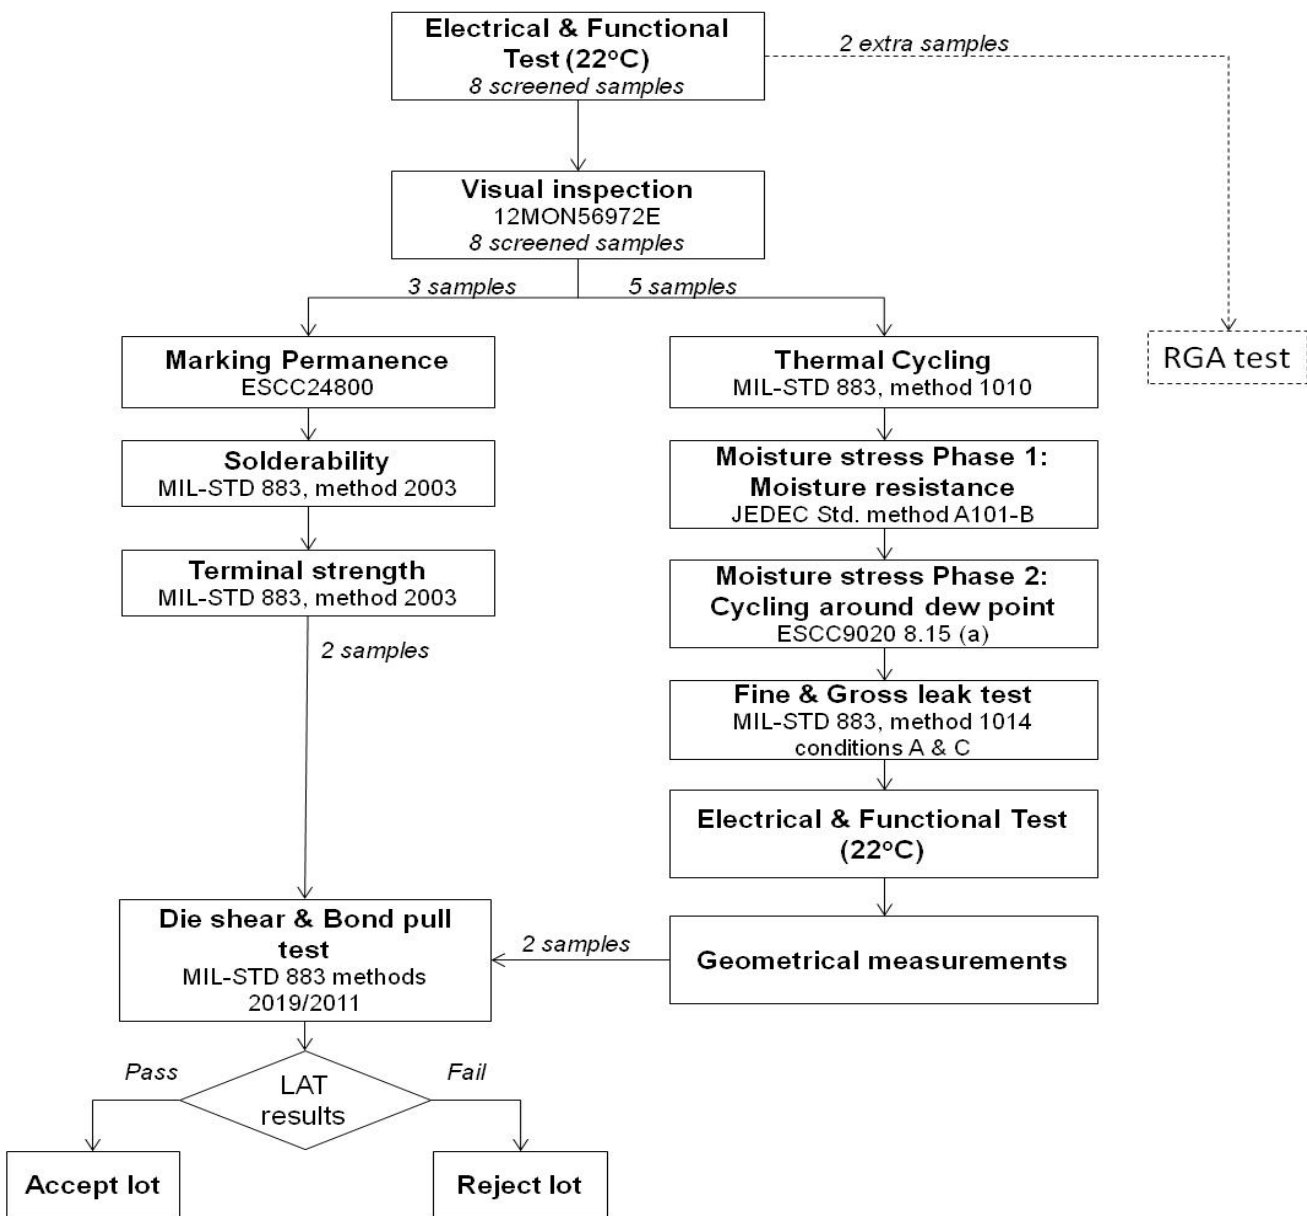 Electrical & Functional
Test (22°C)
8 screened samples
2 extra samples
Visual inspection
12MON56972E
8 screened samples
3 samples
5 samples
RGA test
Marking Permanence
ESCC24800
Solderability
MIL-STD 883, method 2003
Terminal strength
MIL-STD 883, method 2003
2 samples
Thermal Cycling
MIL-STD 883, method 1010
Moisture stress Phase 1:
Moisture resistance
JEDEC Std. method A101-B
Moisture stress Phase 2:
Cycling around dew point
ESCC9020 8.15 (a)
Fine & Gross leak test
MIL-STD 883, method 1014
conditions A & C
Electrical & Functional Test
(22°C)
Geometrical measurements
2 samples
Die shear & Bond pull
test
MIL-STD 883 methods
2019/2011
LAT
results
Pass
Fail
Accept lot
Reject lot